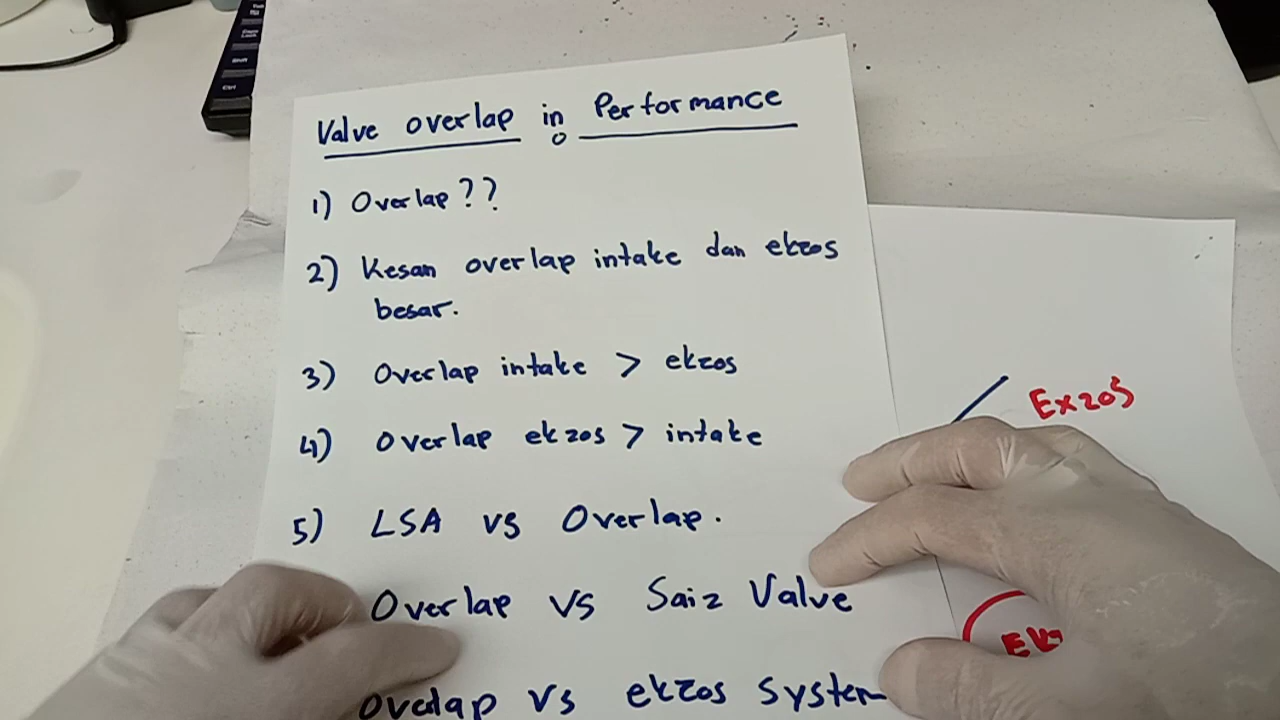 Valve overlap in Performance
1) Overlap ??
2) Kesan overlap intake dan ekzos
besar.
3) Overlap intake > ekzos
4) Overlap ekzos > intake
5) LSA vs Overlap.
Overlap vs Saiz Valve
Overlap vs ekzos system
Exzos